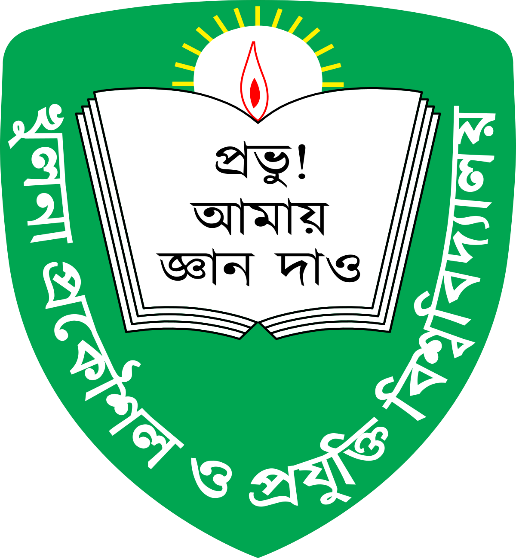 প্রভু!
আমায়
জ্ঞান দাও
খুলনা প্রকৌশল ও প্রযুক্তি বিশ্ববিদ্যালয়